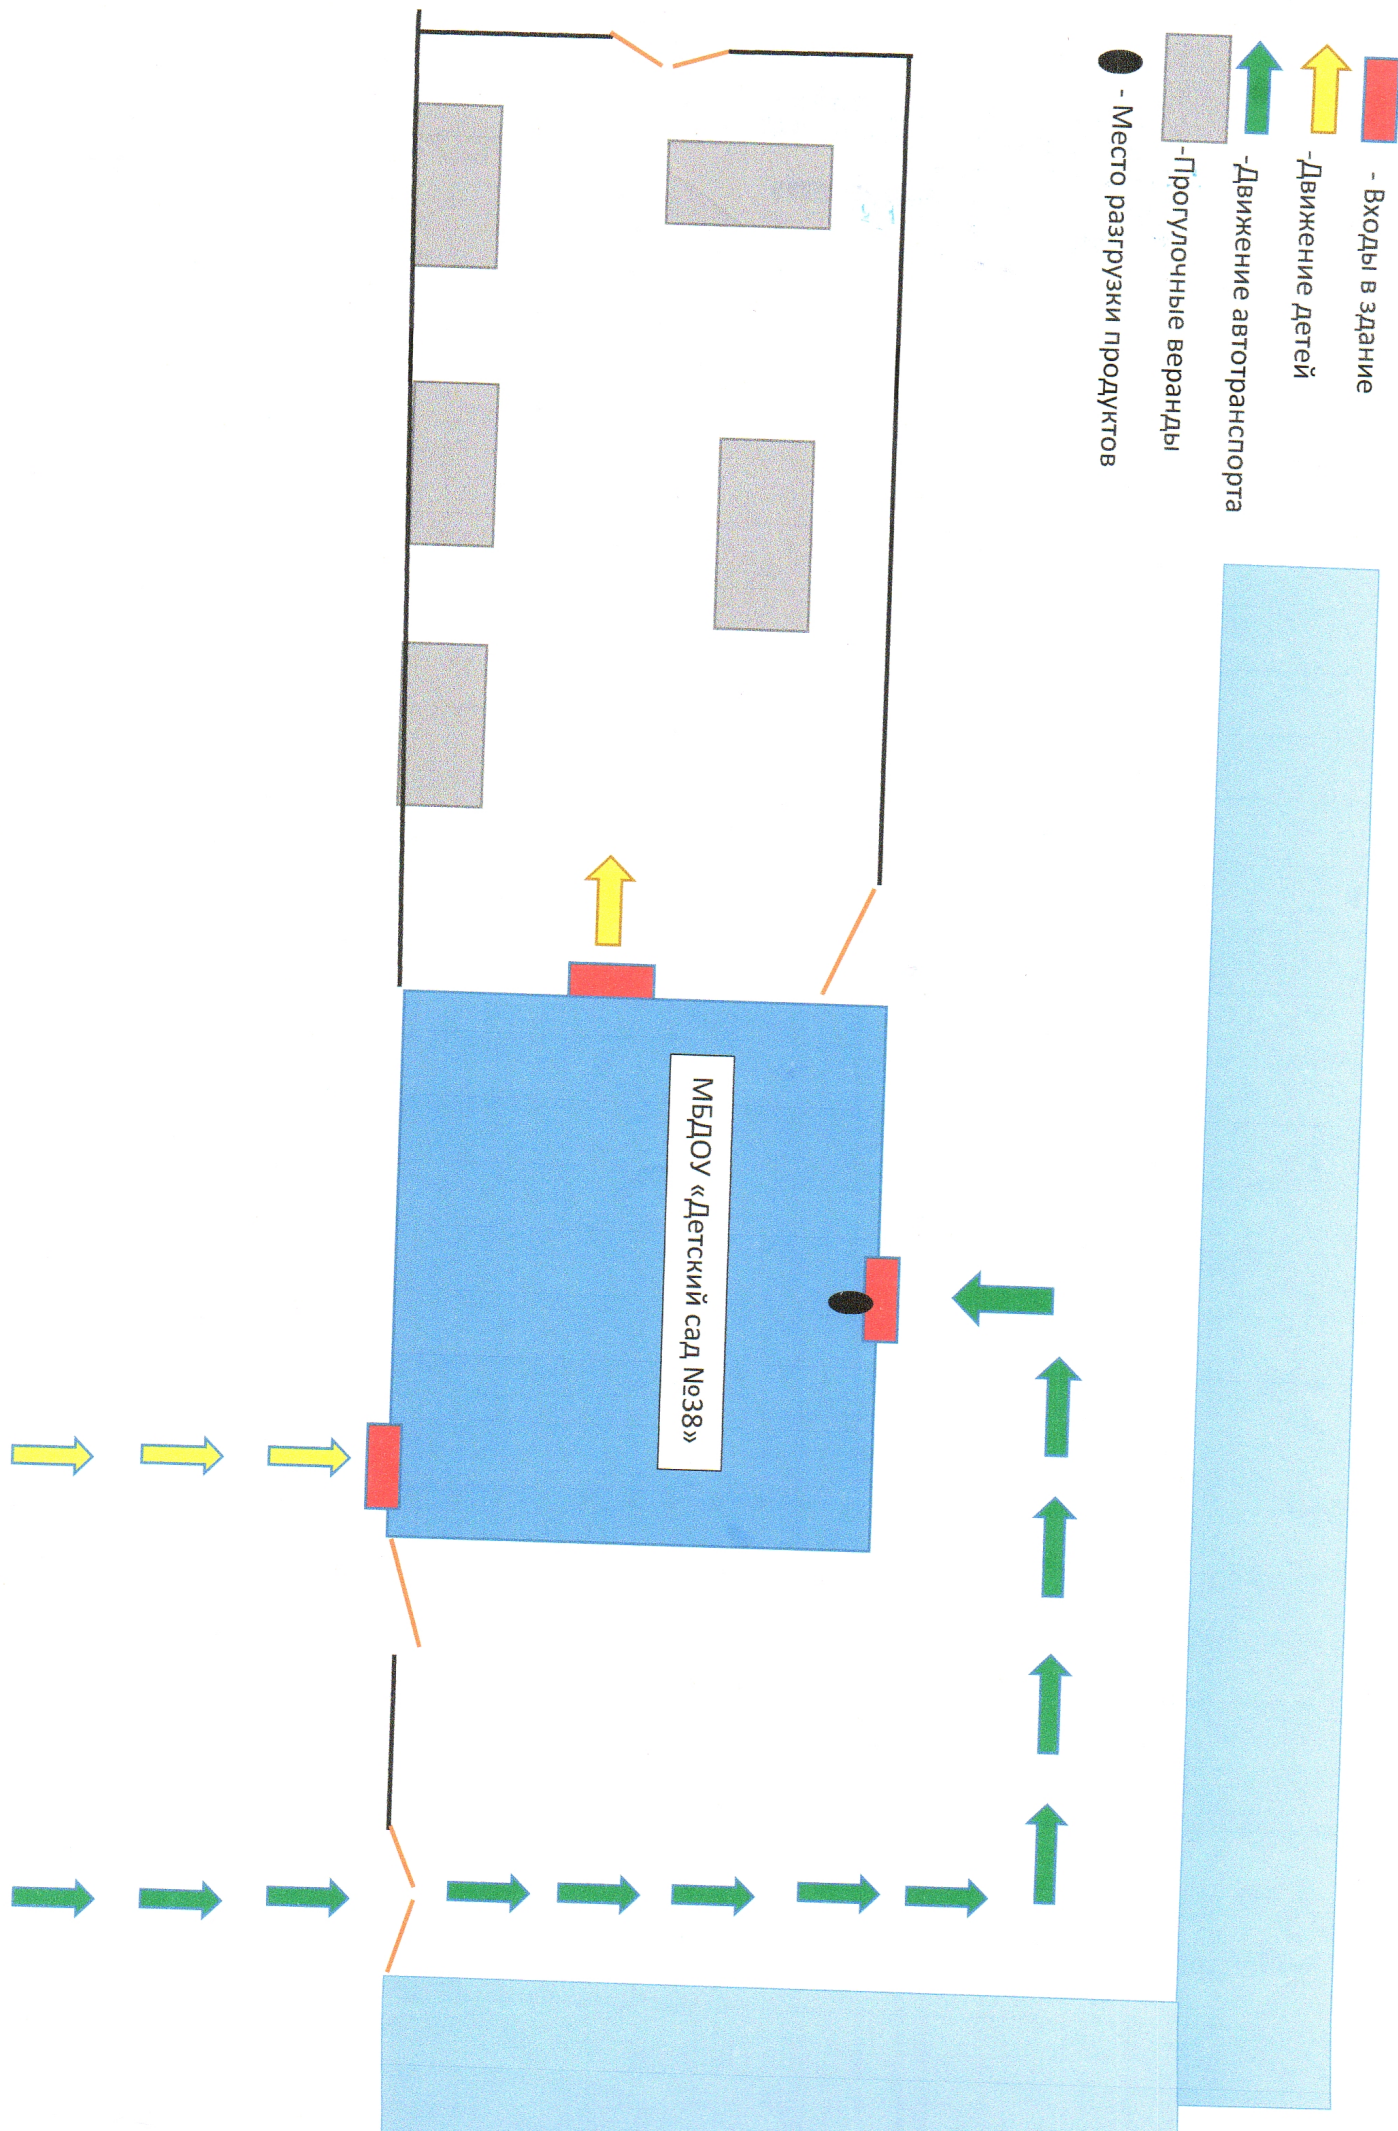 - Входы в здание
-Движение детей
-Движение автотранспорта
-Прогулочные веранды
- Место разгрузки продуктов
МБДОУ «Детский сад №38»